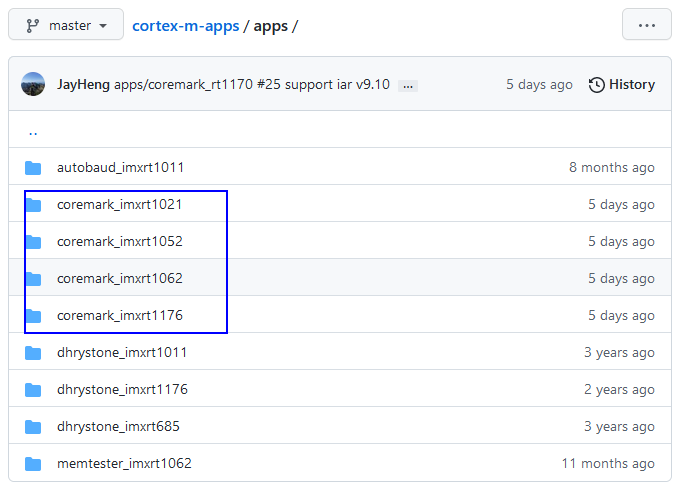 master cortex-m-apps / apps / ...
JayHeng apps/coremark_rt1170 #25 support iar v9.10 ... 5 days ago History
..
autobaud_imxrt1011 8 months ago
coremark_imxrt1021 5 days ago
coremark_imxrt1052 5 days ago
coremark_imxrt1062 5 days ago
coremark_imxrt1176 5 days ago
dhrystone_imxrt1011 3 years ago
dhrystone_imxrt1176 2 years ago
dhrystone_imxrt685 3 years ago
memtester_imxrt1062 11 months ago